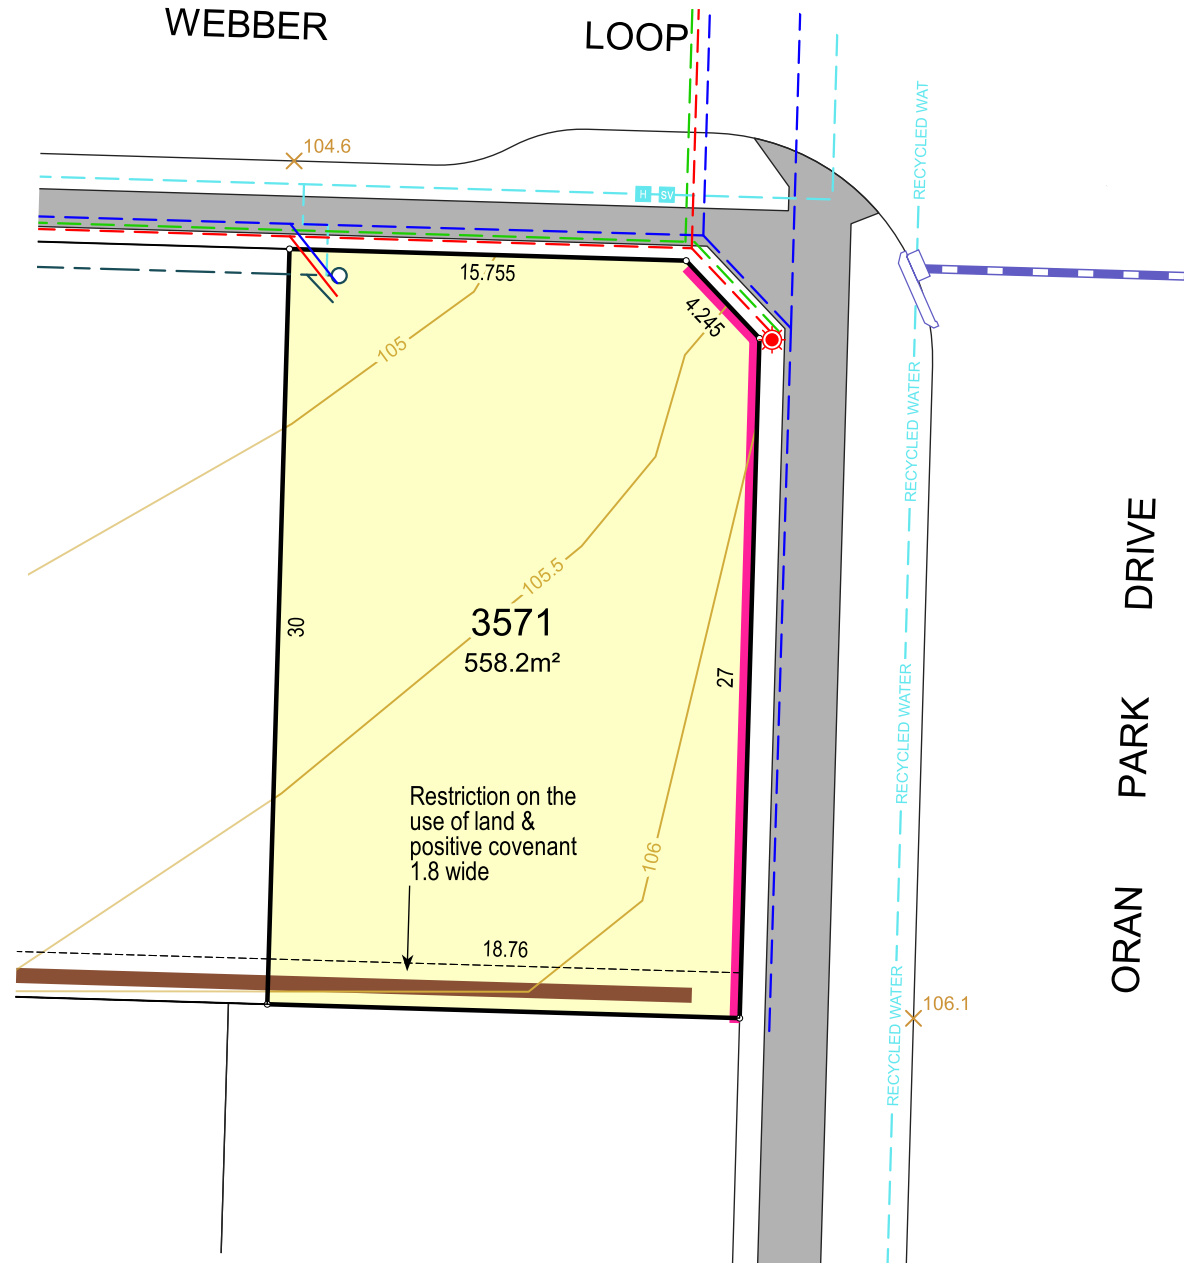 WEBBER LOOP
104.6
H SV
RECYCLED WAT
15.755
4.245
105
RECYCLED WATER
DRIVE
105.5
3571
558.2m²
30
27
PARK
RECYCLED WATER
Restriction on the
use of land &
positive covenant
1.8 wide
106
ORAN
18.76
RECYCLED WATER
106.1